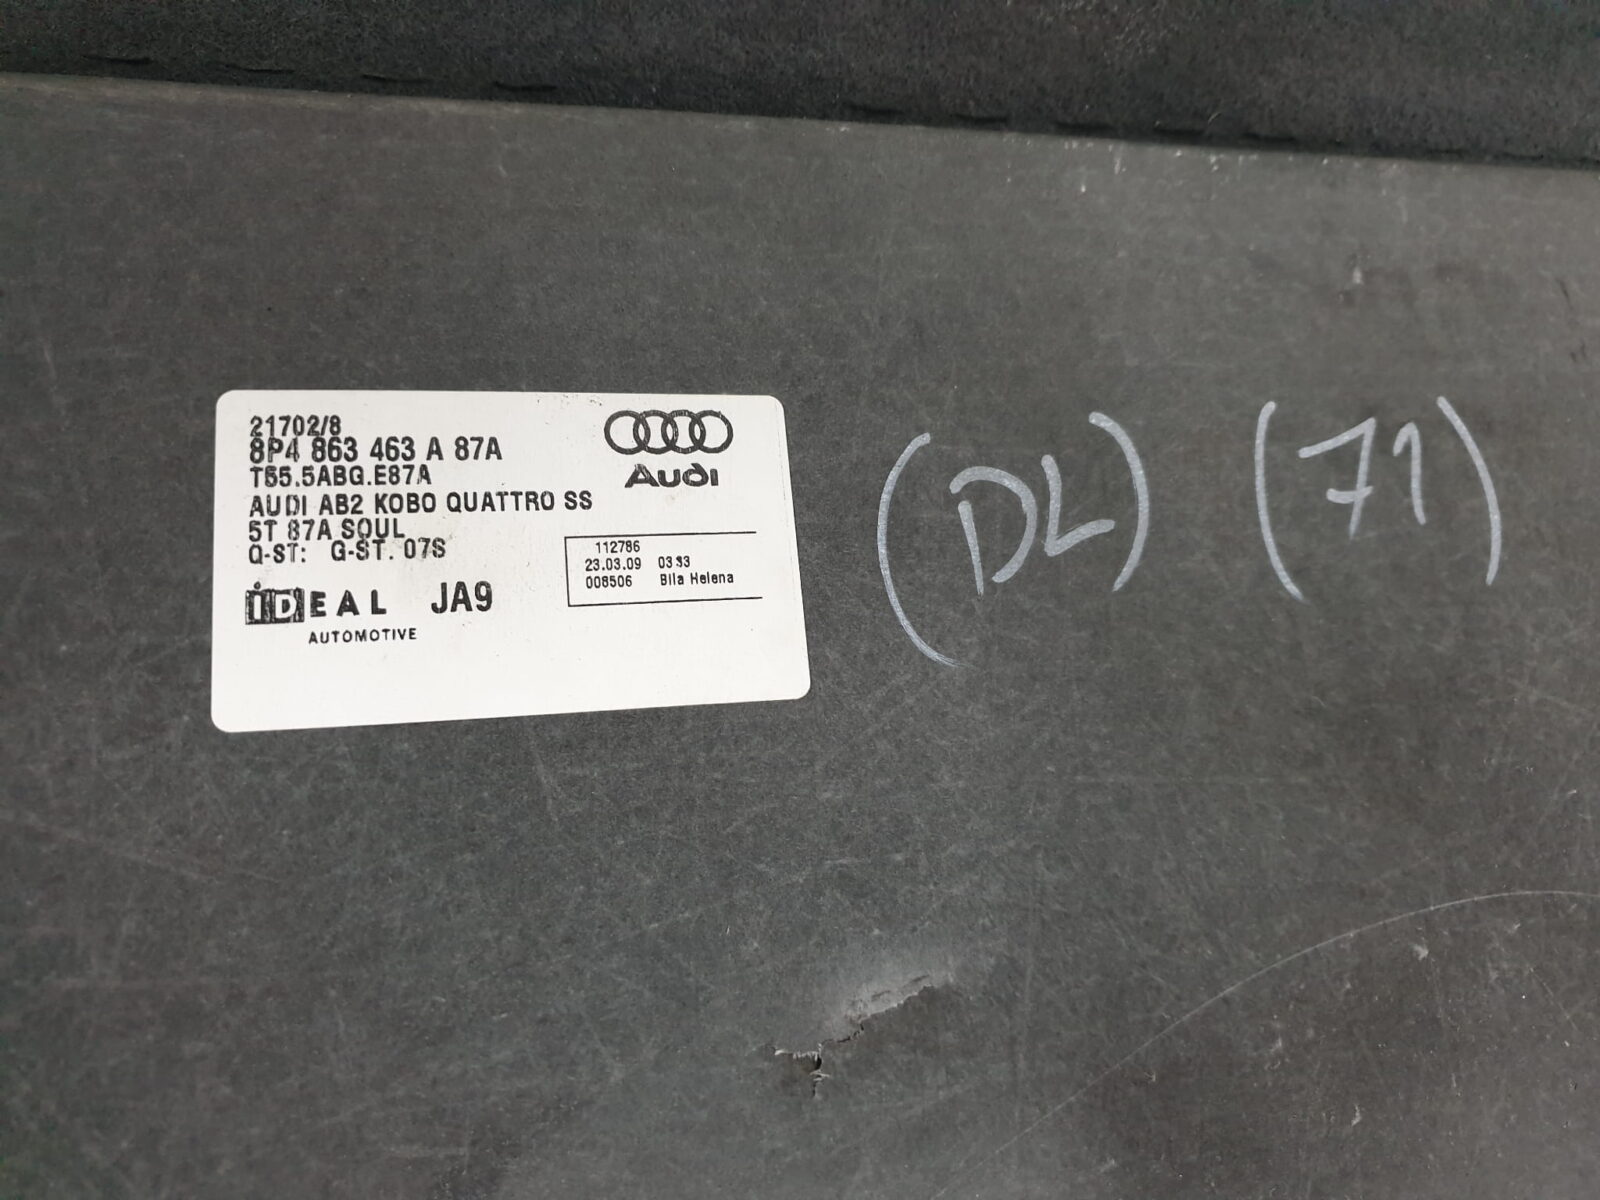 21702/8
8P4 863 463 A 87A
T55.5ABG.E87A
AUDI AB2 KOBO QUATTRO SS
5T 87A SOUL
Q-ST: G-ST. 07S
IDEAL JA9
AUTOMOTIVE
Audi
112786
23.03.09 03 33
008506 Bila Helena
(DL) (71)